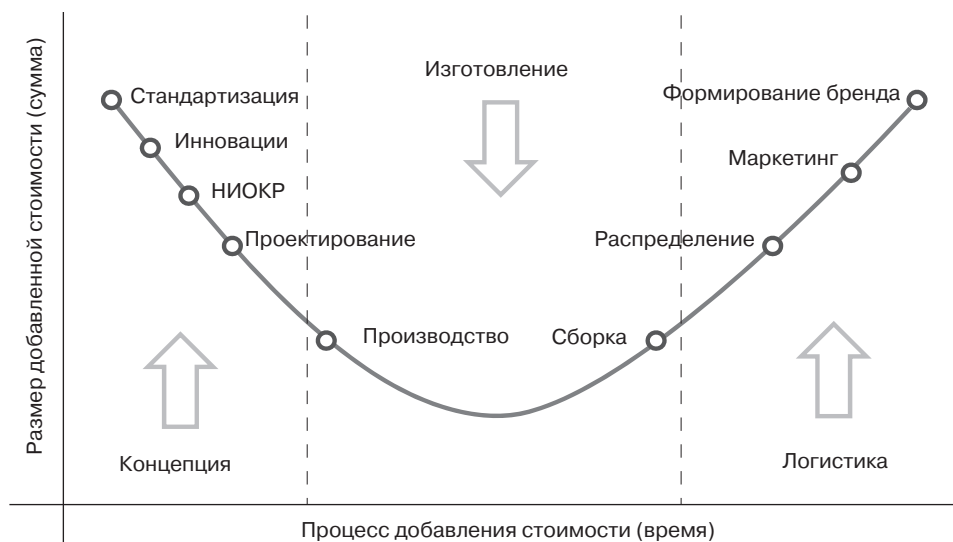 Размер добавленной стоимости (сумма)
Изготовление
Стандартизация
Формирование бренда
Инновации
Маркетинг
НИОКР
Проектирование
Распределение
Производство
Сборка
Концепция
Логистика
Процесс добавления стоимости (время)